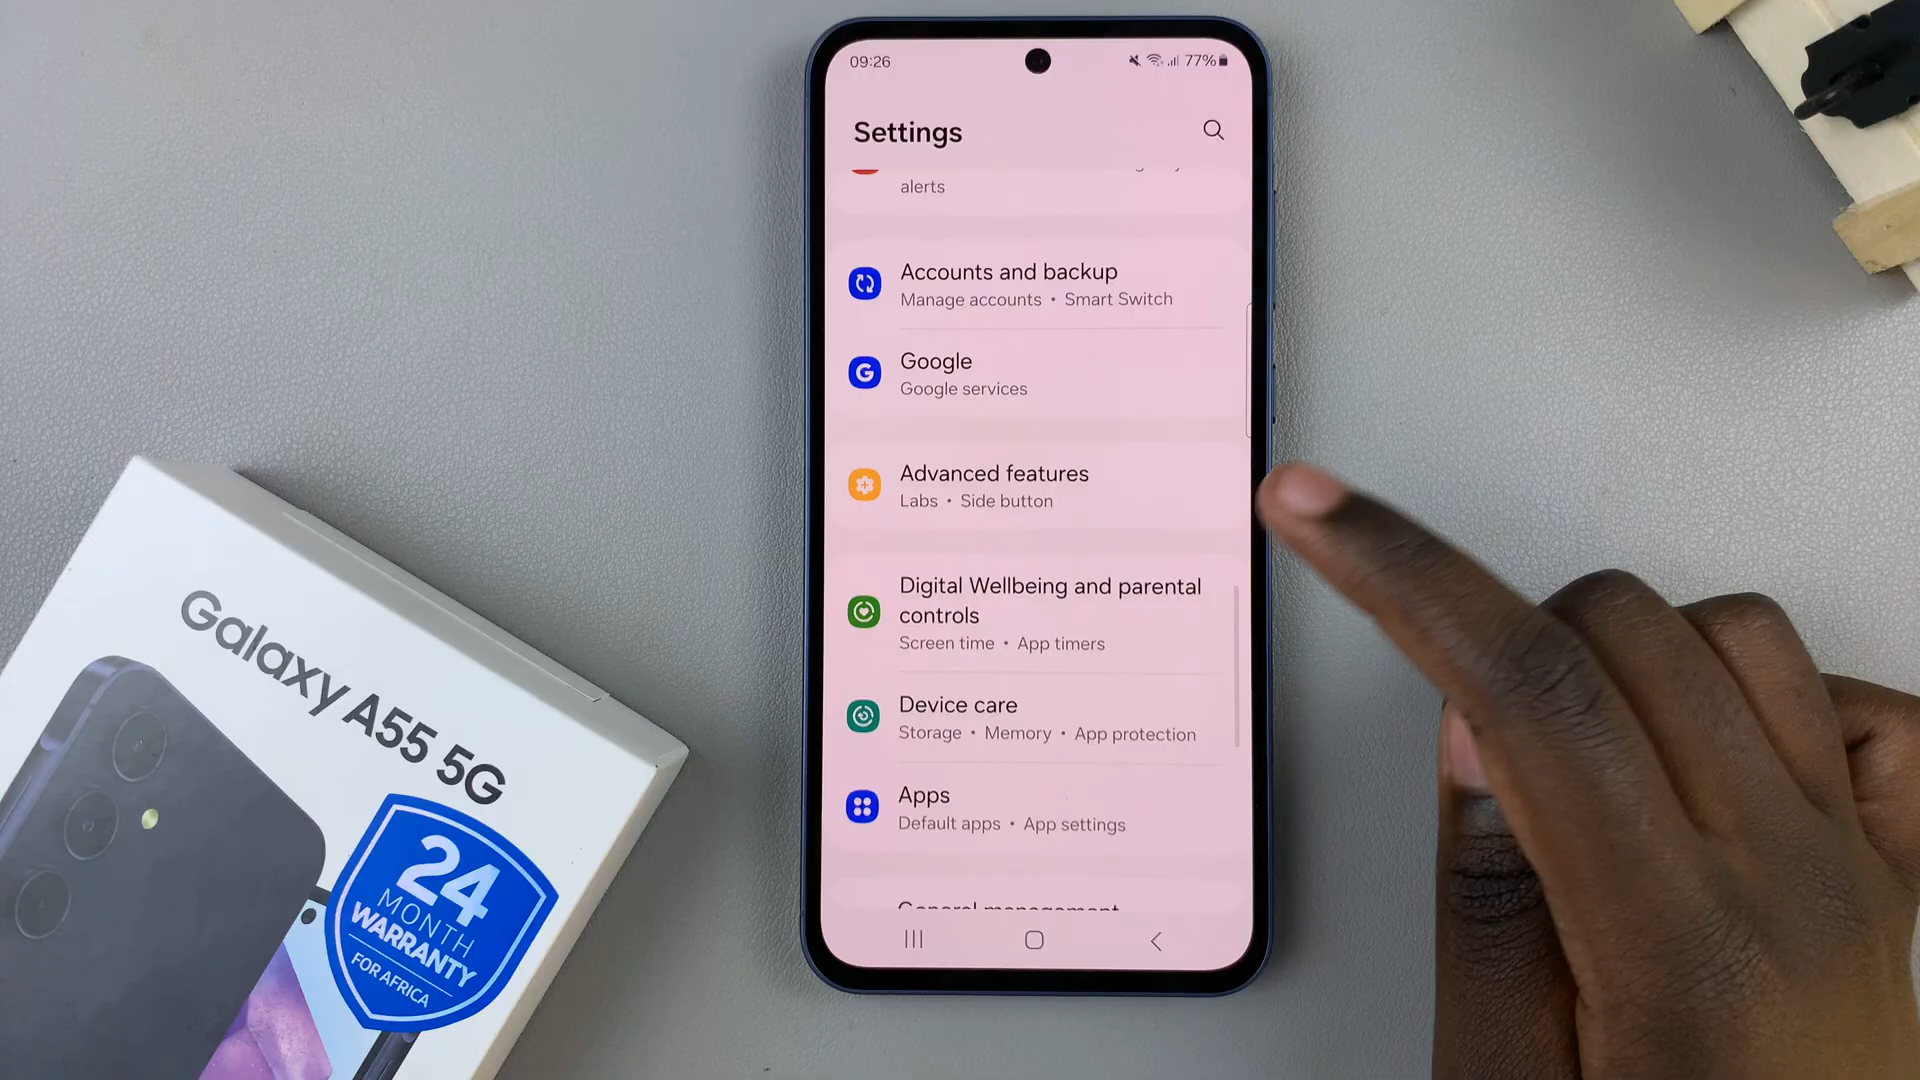 09:26
77%
Settings
alerts
Accounts and backup
Manage accounts • Smart Switch
Google
Google services
Advanced features
Labs • Side button
Digital Wellbeing and parental
controls
Screen time • App timers
Device care
Storage • Memory • App protection
Apps
Default apps • App settings
General management
Galaxy A55 5G
24
MONTH
WARRANTY
FOR AFRICA